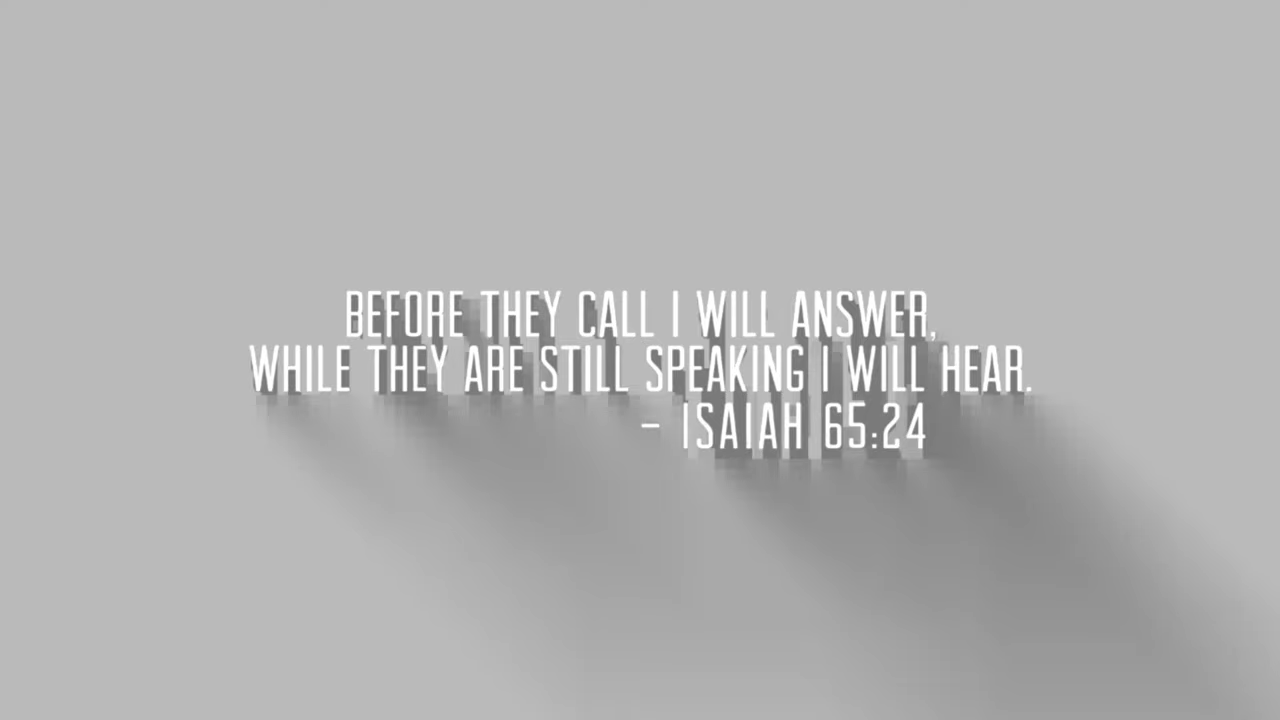 BEFORE THEY CALL I WILL ANSWER,
WHILE THEY ARE STILL SPEAKING I WILL HEAR.
– ISAIAH 65:24